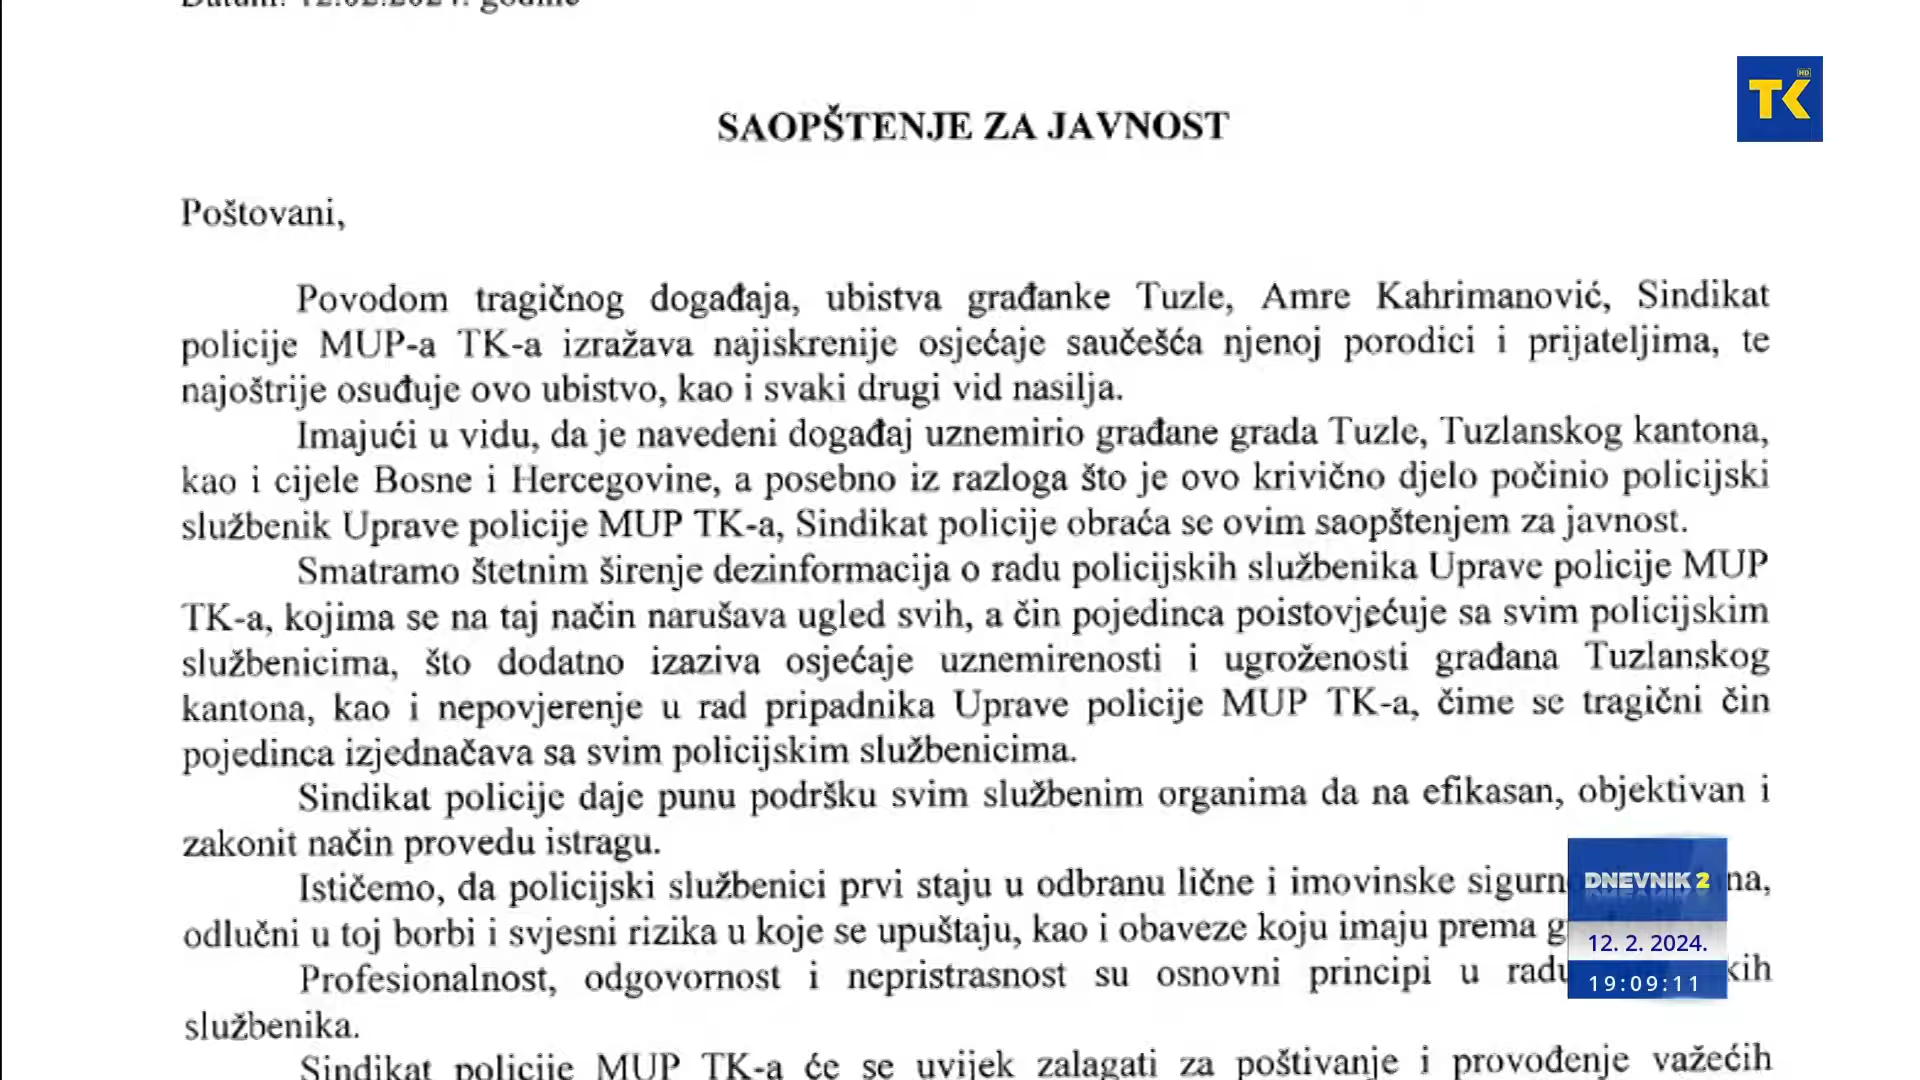 Datum: 12.02.2024. godine
SAOPŠTENJE ZA JAVNOST
TK HD
Poštovani,
Povodom tragičnog događaja, ubistva građanke Tuzle, Amre Kahrimanović, Sindikat
policije MUP-a TK-a izražava najiskrenije osjećaje saučešća njenoj porodici i prijateljima, te
najoštrije osuđuje ovo ubistvo, kao i svaki drugi vid nasilja.
Imajući u vidu, da je navedeni događaj uznemirio građane grada Tuzle, Tuzlanskog kantona,
kao i cijele Bosne i Hercegovine, a posebno iz razloga što je ovo krivično djelo počinio policijski
službenik Uprave policije MUP TK-a, Sindikat policije obraća se ovim saopštenjem za javnost.
Smatramo štetnim širenje dezinformacija o radu policijskih službenika Uprave policije MUP
TK-a, kojima se na taj način narušava ugled svih, a čin pojedinca poistovjećuje sa svim policijskim
službenicima, što dodatno izaziva osjećaje uznemirenosti i ugroženosti građana Tuzlanskog
kantona, kao i nepovjerenje u rad pripadnika Uprave policije MUP TK-a, čime se tragični čin
pojedinca izjednačava sa svim policijskim službenicima.
Sindikat policije daje punu podršku svim službenim organima da na efikasan, objektivan i
zakonit način provedu istragu.
Ističemo, da policijski službenici prvi staju u odbranu lične i imovinske
odlučni u toj borbi i svjesni rizika u koje se upuštaju, kao i obaveze koju imaju prema
Profesionalnost, odgovornost i nepristrasnost su osnovni principi u radu
službenika.
Sindikat policije MUP TK-a će se uvijek zalagati za poštivanje i provođenje važećih
DNEVNIK 2
12. 2. 2024.
19:09:11